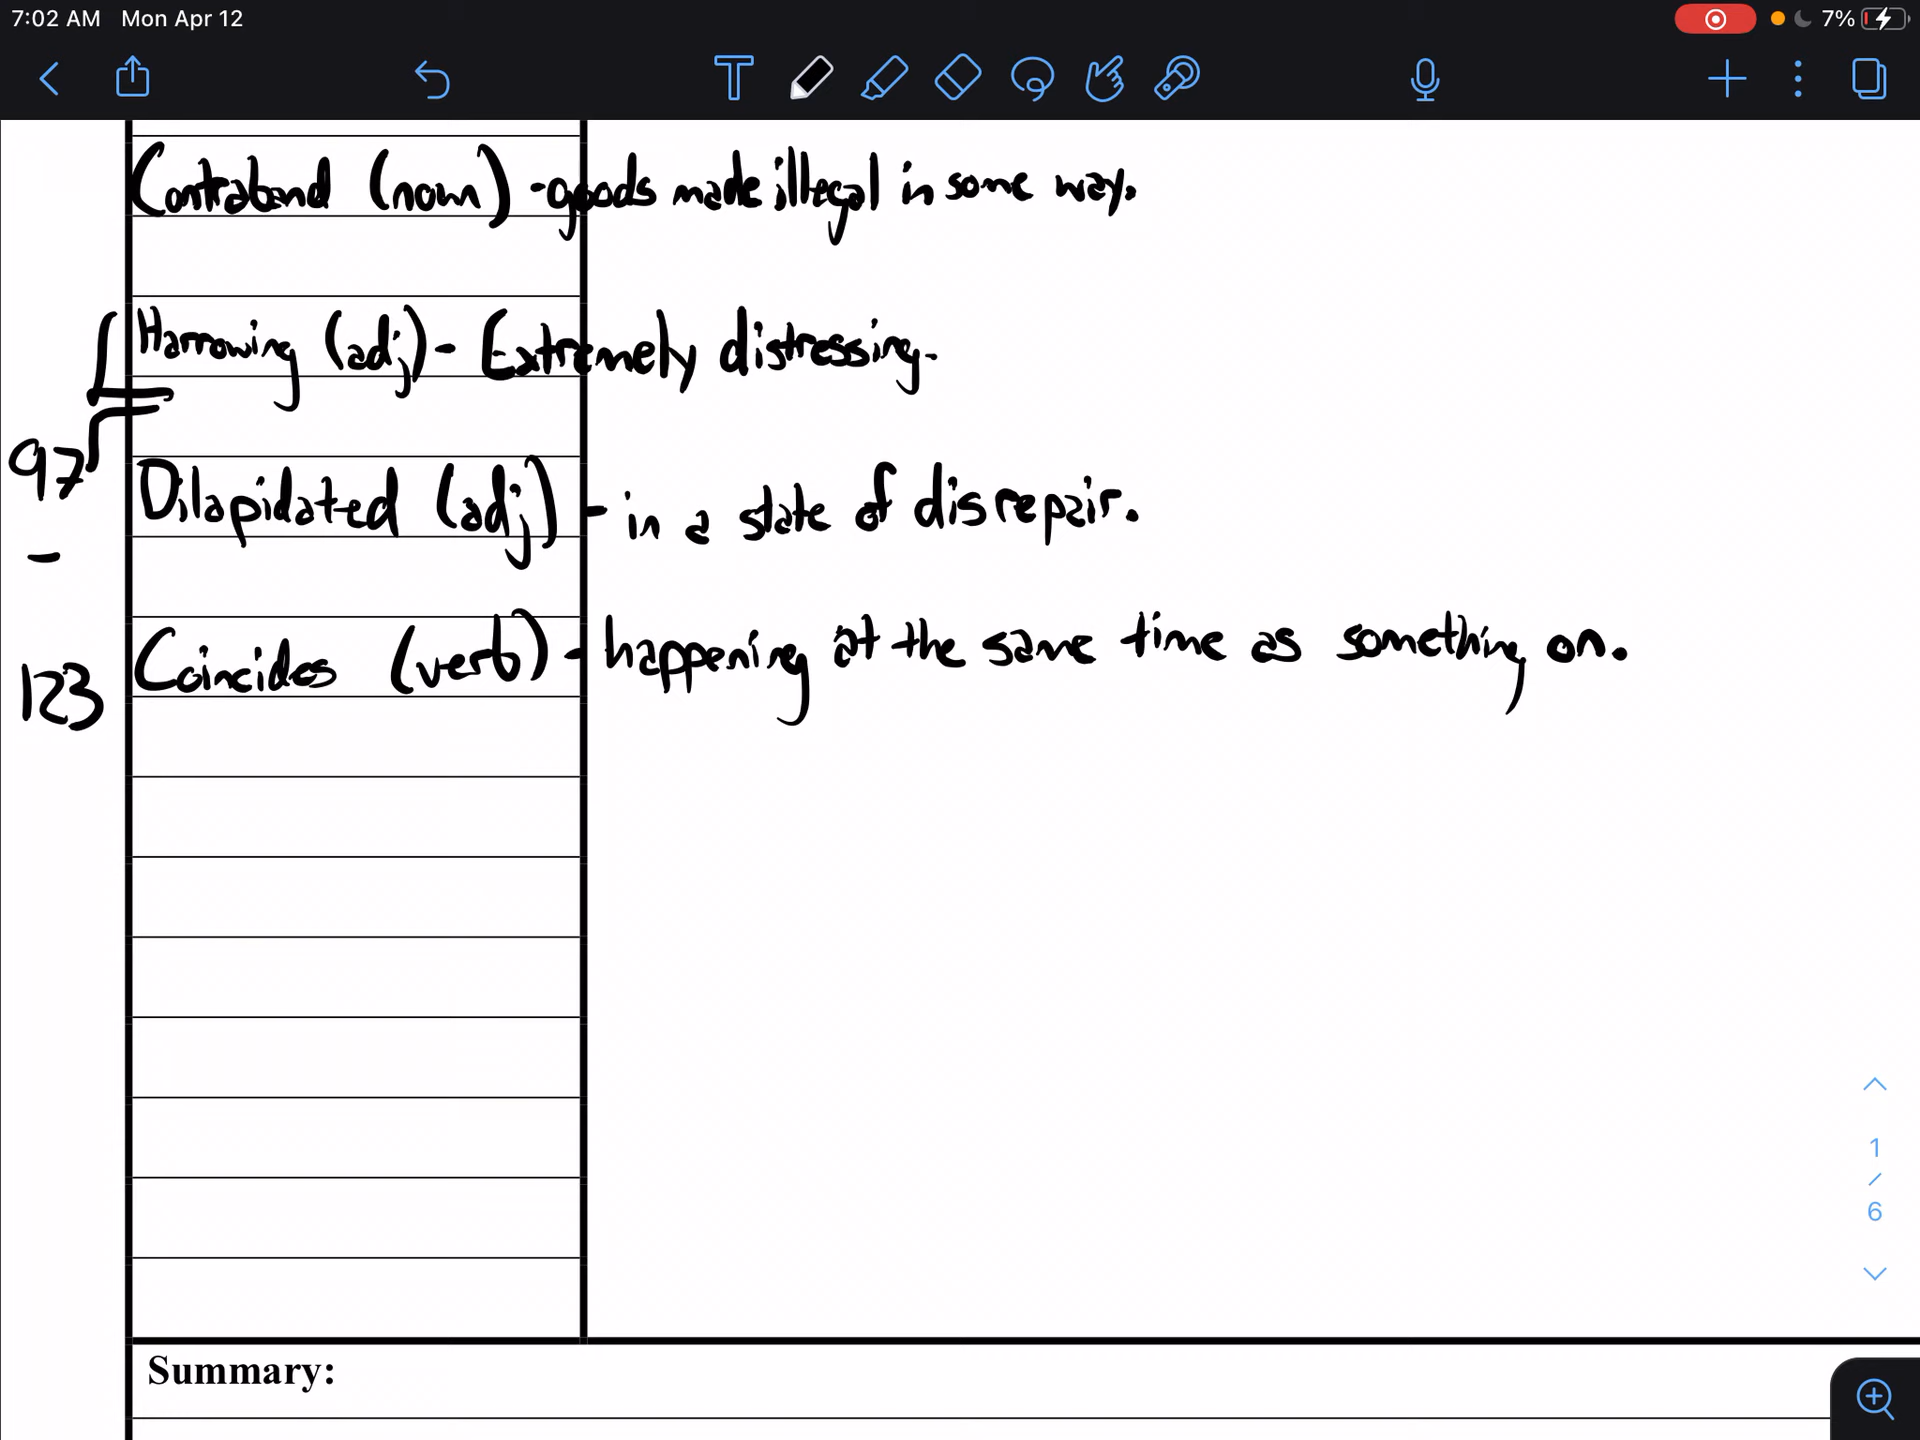 7:02 AM Mon Apr 12 7%
Contraband (noun) - goods made illegal in some way.
Harrowing (adj) - Extremely distressing.
97
Dilapidated (adj) - in a state of disrepair.
-
Coincides (verb) - happening at the same time as something on.
123
1
/
6
Summary: